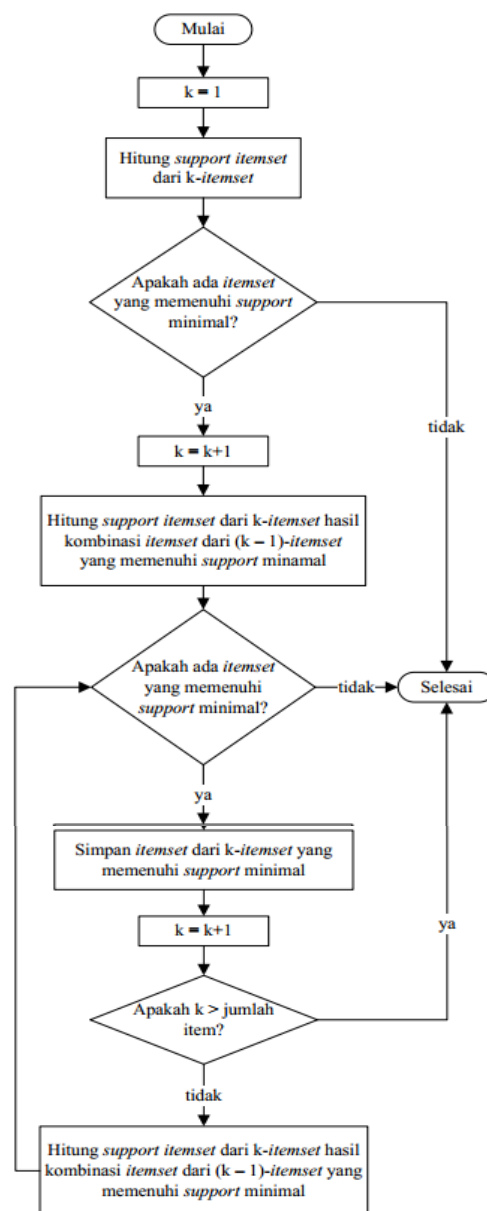 Mulai
k = 1
Hitung support itemset
dari k-itemset
Apakah ada itemset
yang memenuhi support
minimal?
ya
tidak
k = k+1
Hitung support itemset dari k-itemset hasil
kombinasi itemset dari (k – 1)-itemset
yang memenuhi support minamal
Apakah ada itemset
yang memenuhi
support minimal?
tidak
Selesai
ya
Simpan itemset dari k-itemset yang
memenuhi support minimal
k = k+1
ya
Apakah k > jumlah
item?
tidak
Hitung support itemset dari k-itemset hasil
kombinasi itemset dari (k – 1)-itemset yang
memenuhi support minimal